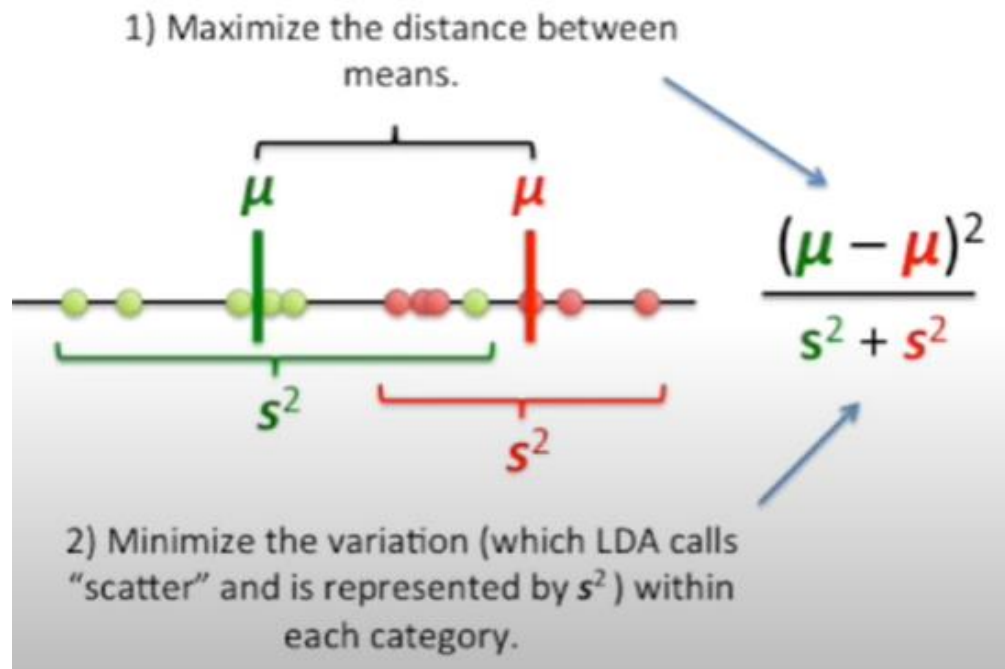 1) Maximize the distance between
means.
μ μ
(μ – μ)²
s² + s²
s²
s²
2) Minimize the variation (which LDA calls
“scatter” and is represented by s² ) within
each category.